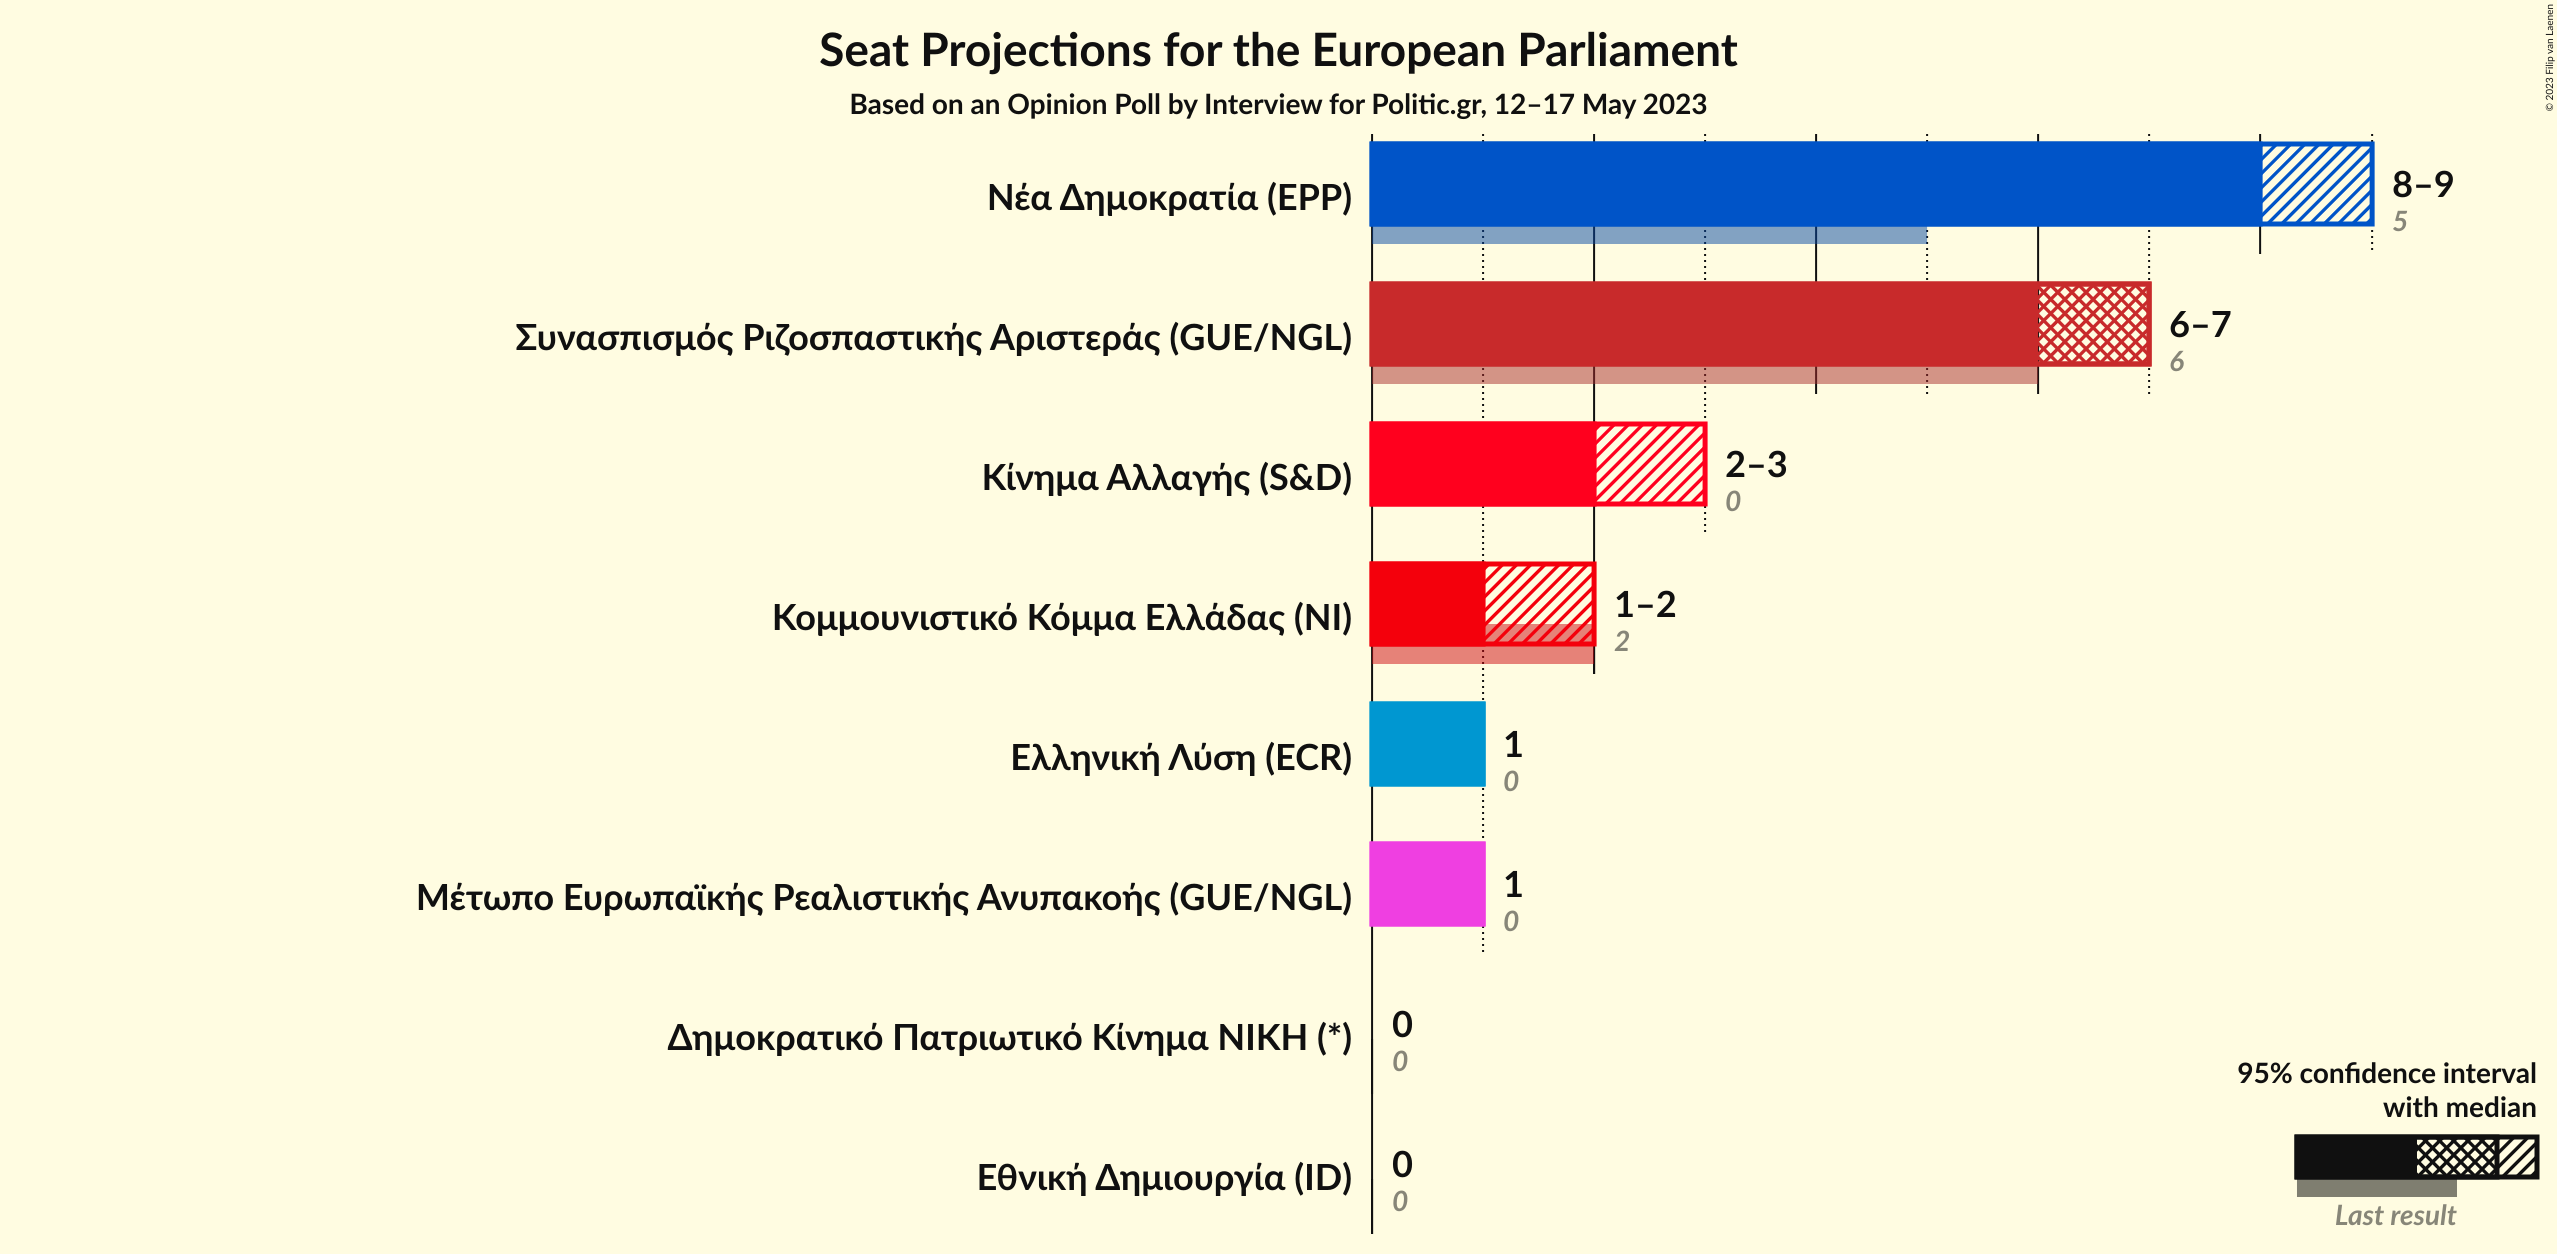 Seat Projections for the European Parliament
Based on an Opinion Poll by Interview for Politic.gr, 12–17 May 2023
© 2023 Filip van Laenen
Νέα Δημοκρατία (EPP)
8–9
5
Συνασπισμός Ριζοσπαστικής Αριστεράς (GUE/NGL)
6–7
6
Κίνημα Αλλαγής (S&D)
2–3
0
Κομμουνιστικό Κόμμα Ελλάδας (NI)
1–2
2
Ελληνική Λύση (ECR)
1
0
Μέτωπο Ευρωπαϊκής Ρεαλιστικής Ανυπακοής (GUE/NGL)
1
0
Δημοκρατικό Πατριωτικό Κίνημα ΝΙΚΗ (*)
0
0
Εθνική Δημιουργία (ID)
0
0
95% confidence interval
with median
Last result